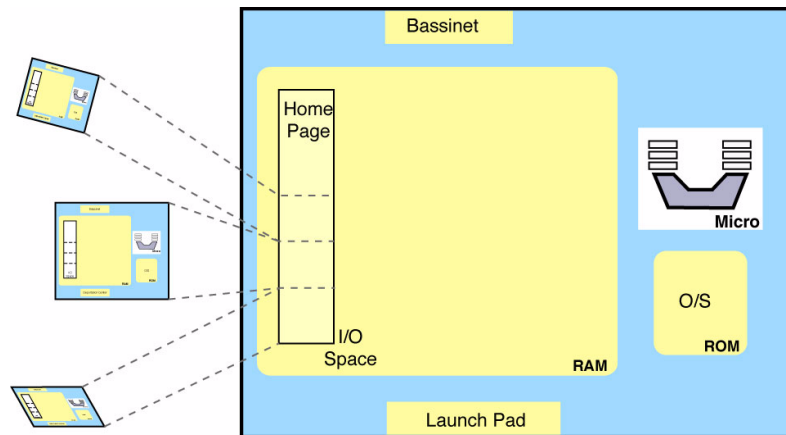 Bassinet
Home
Page
Micro
O/S
ROM
I/O
Space
RAM
Launch Pad